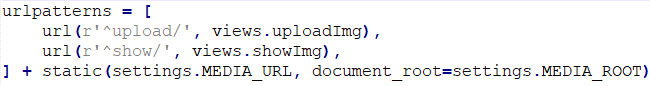 urlpatterns = [
    url(r'^upload/', views.uploadImg),
    url(r'^show/', views.showImg),
] + static(settings.MEDIA_URL, document_root=settings.MEDIA_ROOT)